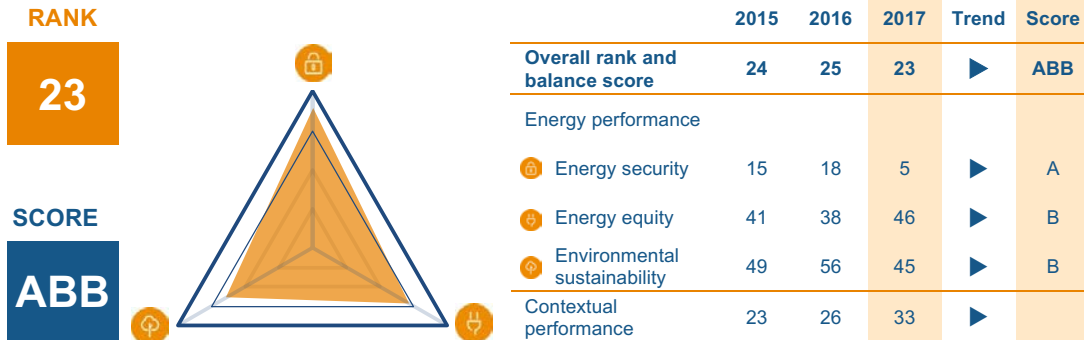 RANK
23
SCORE
ABB
2015 2016 2017 Trend Score
Overall rank and
balance score 24 25 23 ABB
Energy performance
Energy security 15 18 5 A
Energy equity 41 38 46 B
Environmental
sustainability 49 56 45 B
Contextual
performance 23 26 33